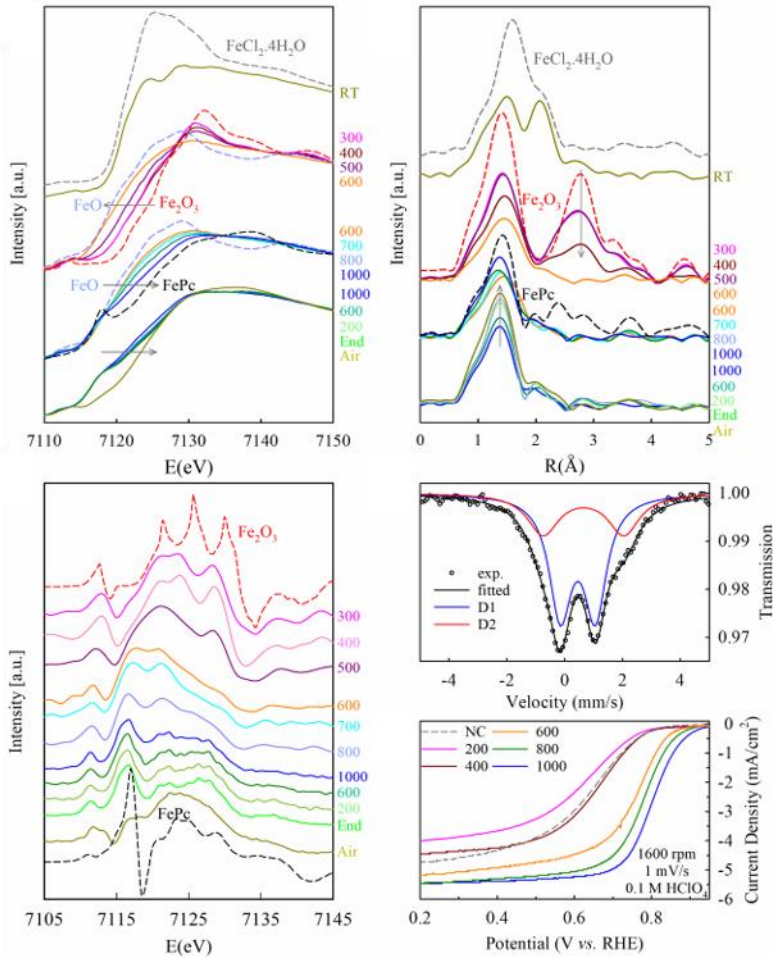 FeCl2.4H2O
RT
300
400
500
600
FeO
Fe2O3
600
700
800
1000
FeO
FePc
1000
600
200
End
Air
Intensity [a.u.]
7110 7120 7130 7140 7150
E(eV)
FeCl2.4H2O
RT
Fe2O3
300
400
500
600
FePc
600
700
800
1000
1000
600
200
End
Air
Intensity [a.u.]
0 1 2 3 4 5
R(Å)
Fe2O3
300
400
500
600
700
800
1000
600
200
End
FePc
Air
Intensity [a.u.]
7105 7115 7125 7135 7145
E(eV)
1.00
0.99
0.98
0.97
Transmission
exp.
fitted
D1
D2
-4 -2 0 2 4
Velocity (mm/s)
NC 600
200 800
400 1000
0
-1
-2
-3
-4
-5
-6
Current Density (mA/cm2)
1600 rpm
1 mV/s
0.1 M HClO4
0.2 0.4 0.6 0.8
Potential (V vs. RHE)